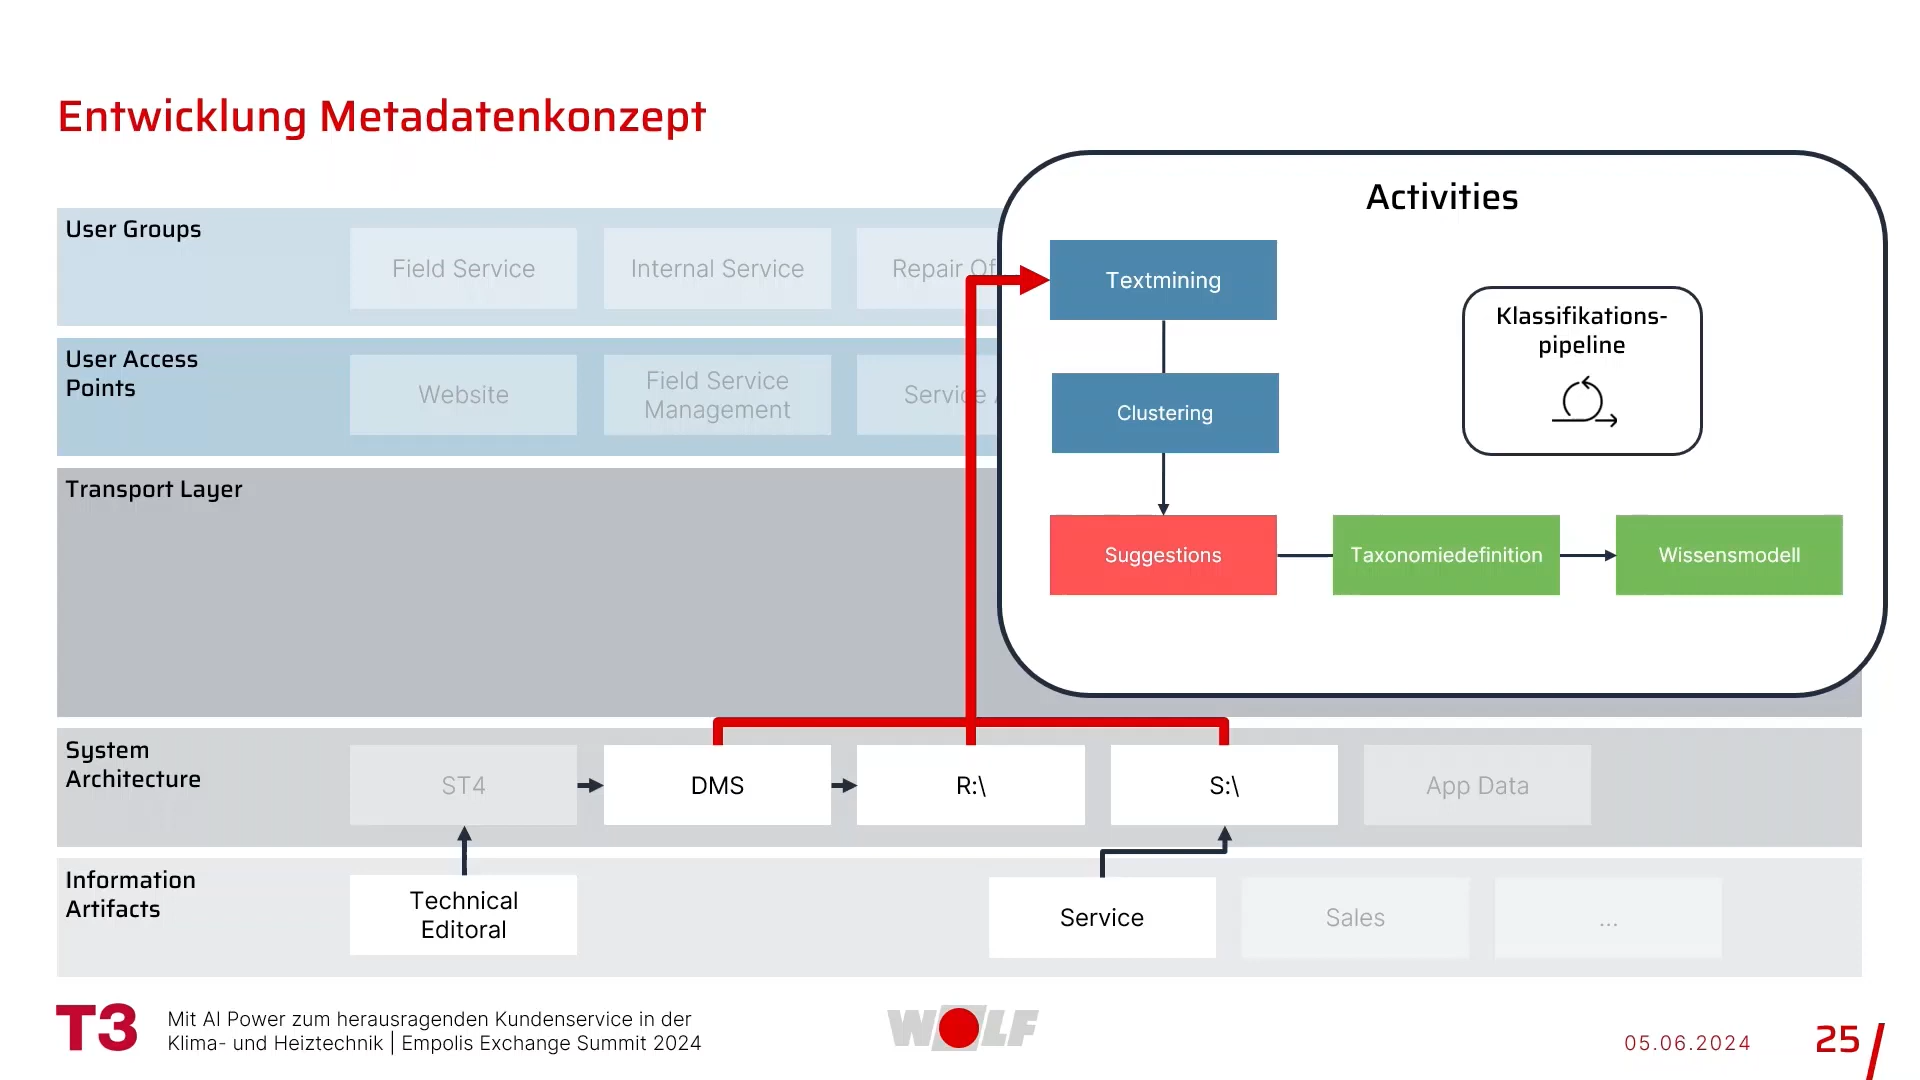 Entwicklung Metadatenkonzept
Activities
User Groups
Field Service
Internal Service
Repair Of
Textmining
Klassifikations-
pipeline
User Access
Points
Website
Field Service
Management
Service
Clustering
Transport Layer
Suggestions
Taxonomiedefinition
Wissensmodell
System
Architecture
ST4
DMS
R:\
S:\
App Data
Information
Artifacts
Technical
Editoral
Service
Sales
...
T3
Mit AI Power zum herausragenden Kundenservice in der
Klima- und Heiztechnik | Empolis Exchange Summit 2024
WOLF
05.06.2024
25